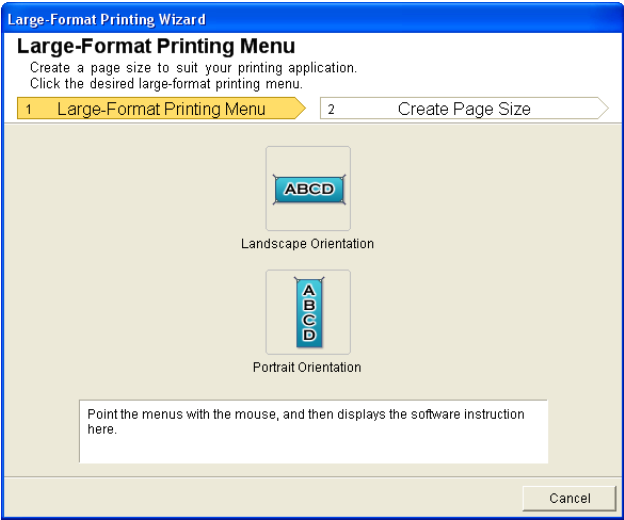 Large-Format Printing Wizard
Large-Format Printing Menu
Create a page size to suit your printing application.
Click the desired large-format printing menu.
1 Large-Format Printing Menu 2 Create Page Size
ABCD
Landscape Orientation
A
B
C
D
Portrait Orientation
Point the menus with the mouse, and then displays the software instruction
here.
Cancel